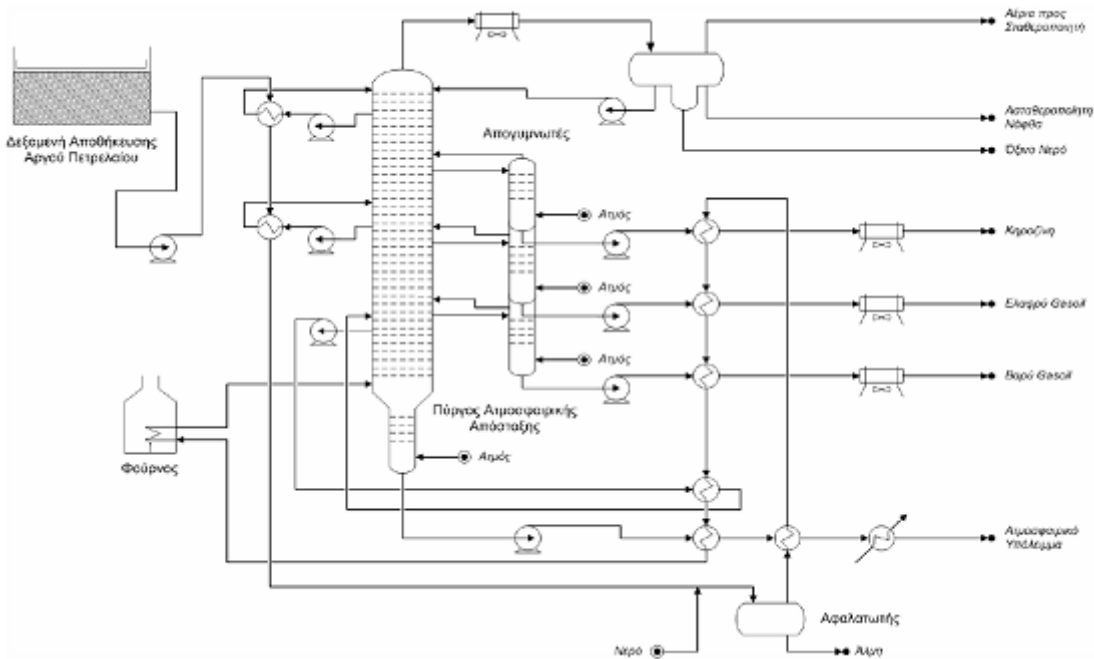 Αέρια προς
Σταθεροποιητή
Δεξαμενή Αποθήκευσης
Αργού Πετρελαίου
Απογυμνωτές
Ασταθεροποίητη
Νάφθα
Όξινο Νερό
Ατμός
Κηροζίνη
Ατμός
Ελαφρύ Gasoil
Ατμός
Βαρύ Gasoil
Πύργος Ατμοσφαιρικής
Απόσταξης
Ατμός
Φούρνος
Ατμοσφαιρικό
Υπόλειμμα
Αφαλατωτής
Νερό
Άλμη